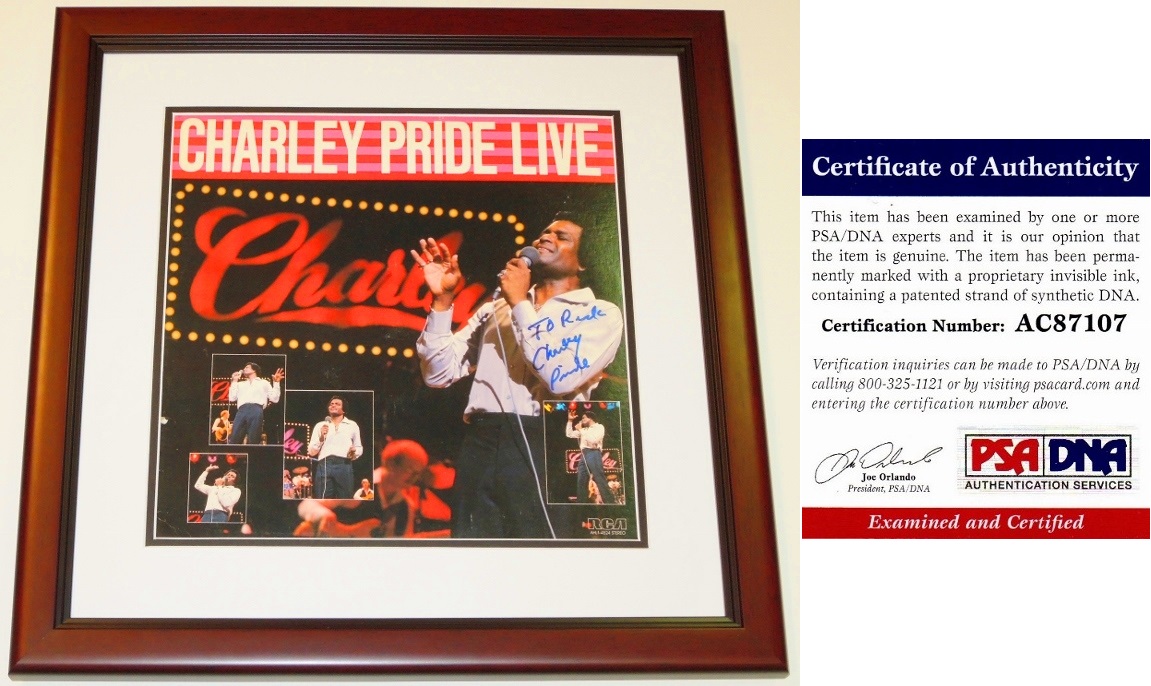 CHARLEY PRIDE LIVE
Charley
TO Rick
Charley
Pride
ley
RCA
STEREO
Certificate of Authenticity
This item has been examined by one or more
PSA/DNA experts and it is our opinion that
the item is genuine. The item has been perma-
nently marked with a proprietary invisible ink,
containing a patented strand of synthetic DNA.
Certification Number: AC87107
Verification inquiries can be made to PSA/DNA by
calling 800-325-1121 or by visiting psacard.com and
entering the certification number above.
Joe Orlando
President, PSA/DNA
PSA DNA
AUTHENTICATION SERVICES
Examined and Certified